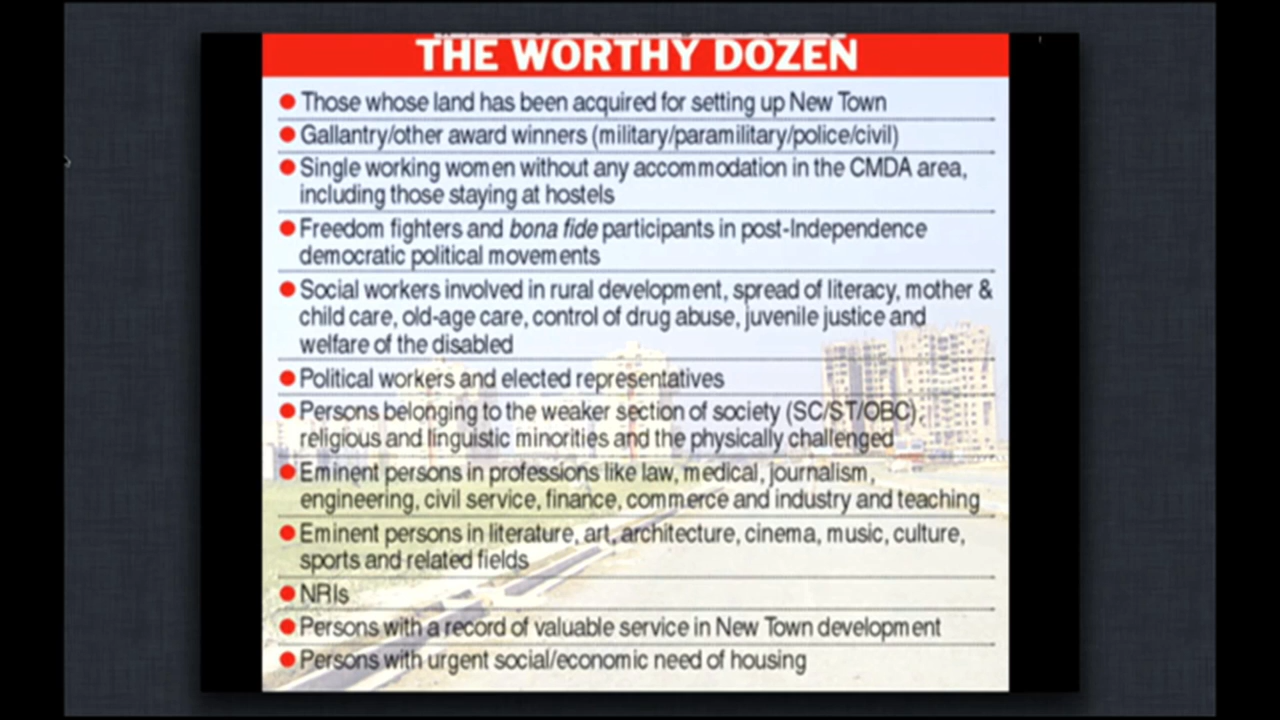 THE WORTHY DOZEN
Those whose land has been acquired for setting up New Town
Gallantry/other award winners (military/paramilitary/police/civil)
Single working women without any accommodation in the CMDA area,
including those staying at hostels
Freedom fighters and bona fide participants in post-Independence
democratic political movements
Social workers involved in rural development, spread of literacy, mother &
child care, old-age care, control of drug abuse, juvenile justice and
welfare of the disabled
Political workers and elected representatives
Persons belonging to the weaker section of society (SC/ST/OBC),
religious and linguistic minorities and the physically challenged
Eminent persons in professions like law, medical, journalism,
engineering, civil service, finance, commerce and industry and teaching
Eminent persons in literature, art, architecture, cinema, music, culture,
sports and related fields
NRIs
Persons with a record of valuable service in New Town development
Persons with urgent social/economic need of housing